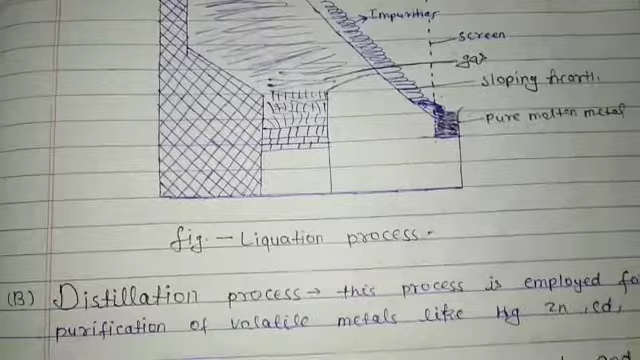 Impurities
screen
gas
sloping hearth
pure molten metal
fig. - Liquation process.
(B) Distillation process → this process is employed for
purification of volatile metals like Hg Zn, Cd,
and